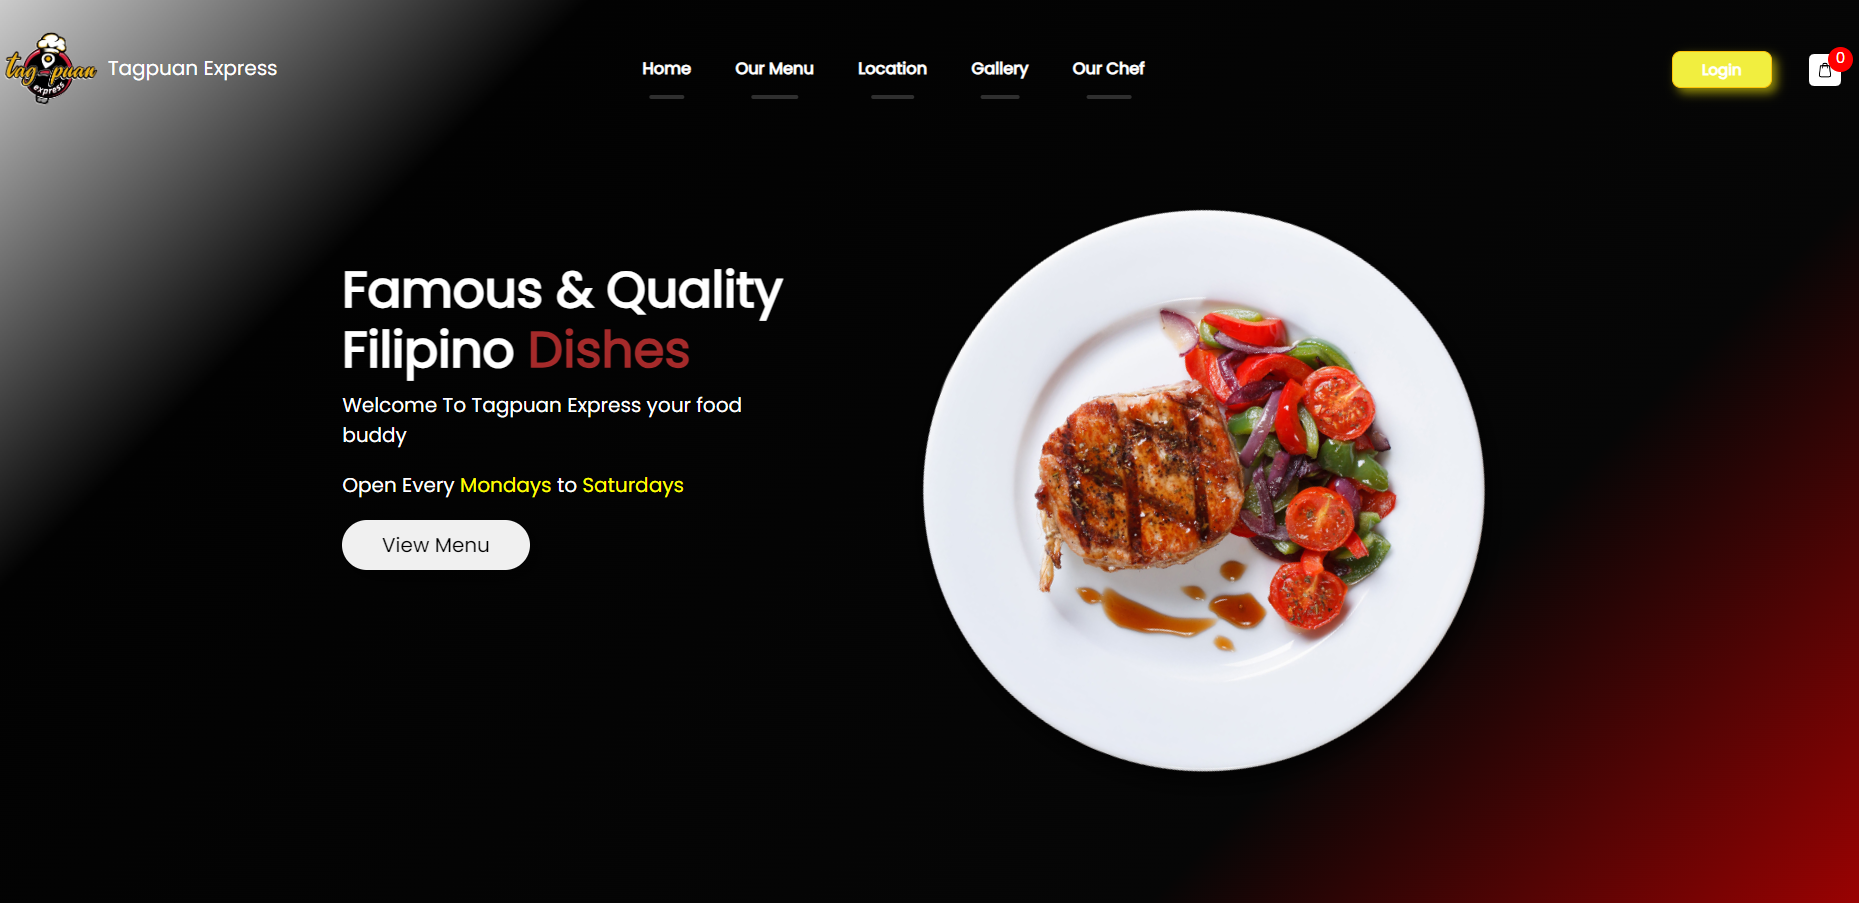 tag-puan
express
Tagpuan Express
Home
Our Menu
Location
Gallery
Our Chef
Login
0
Famous & Quality
Filipino Dishes
Welcome To Tagpuan Express your food
buddy
Open Every Mondays to Saturdays
View Menu